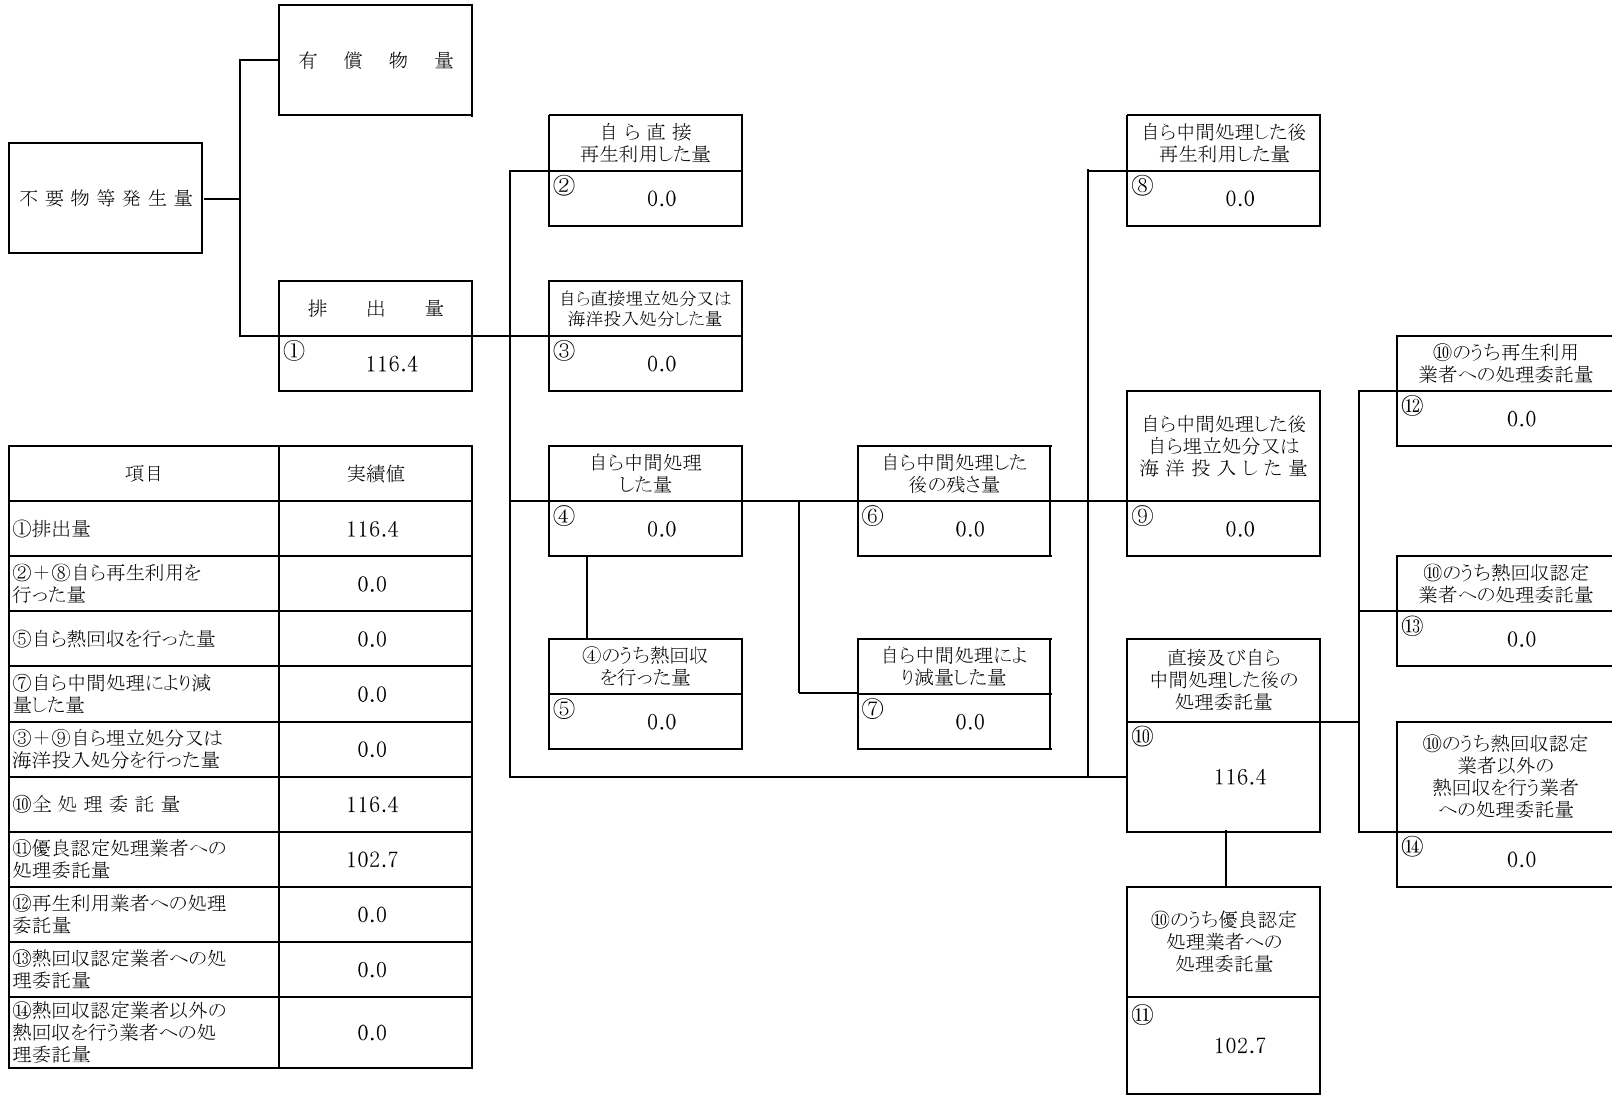 有償物量
不要物等発生量
排出量
①
116.4
自ら直接
再生利用した量
②
0.0
自ら直接埋立処分又は
海洋投入処分した量
③
0.0
自ら中間処理
した量
④
0.0
④のうち熱回収
を行った量
⑤
0.0
自ら中間処理した
後の残さ量
⑥
0.0
自ら中間処理によ
り減量した量
⑦
0.0
自ら中間処理した後
再生利用した量
⑧
0.0
自ら中間処理した後
自ら埋立処分又は
海洋投入した量
⑨
0.0
直接及び自ら
中間処理した後の
処理委託量
⑩
116.4
⑩のうち優良認定
処理業者への
処理委託量
⑪
102.7
⑩のうち再生利用
業者への処理委託量
⑫
0.0
⑩のうち熱回収認定
業者への処理委託量
⑬
0.0
⑩のうち熱回収認定
業者以外の
熱回収を行う業者
への処理委託量
⑭
0.0
項目 実績値
①排出量 116.4
②＋⑧自ら再生利用を
行った量 0.0
⑤自ら熱回収を行った量 0.0
⑦自ら中間処理により減
量した量 0.0
③＋⑨自ら埋立処分又は
海洋投入処分を行った量 0.0
⑩全処理委託量 116.4
⑪優良認定処理業者への
処理委託量 102.7
⑫再生利用業者への処理
委託量 0.0
⑬熱回収認定業者への処
理委託量 0.0
⑭熱回収認定業者以外の
熱回収を行う業者への処
理委託量 0.0